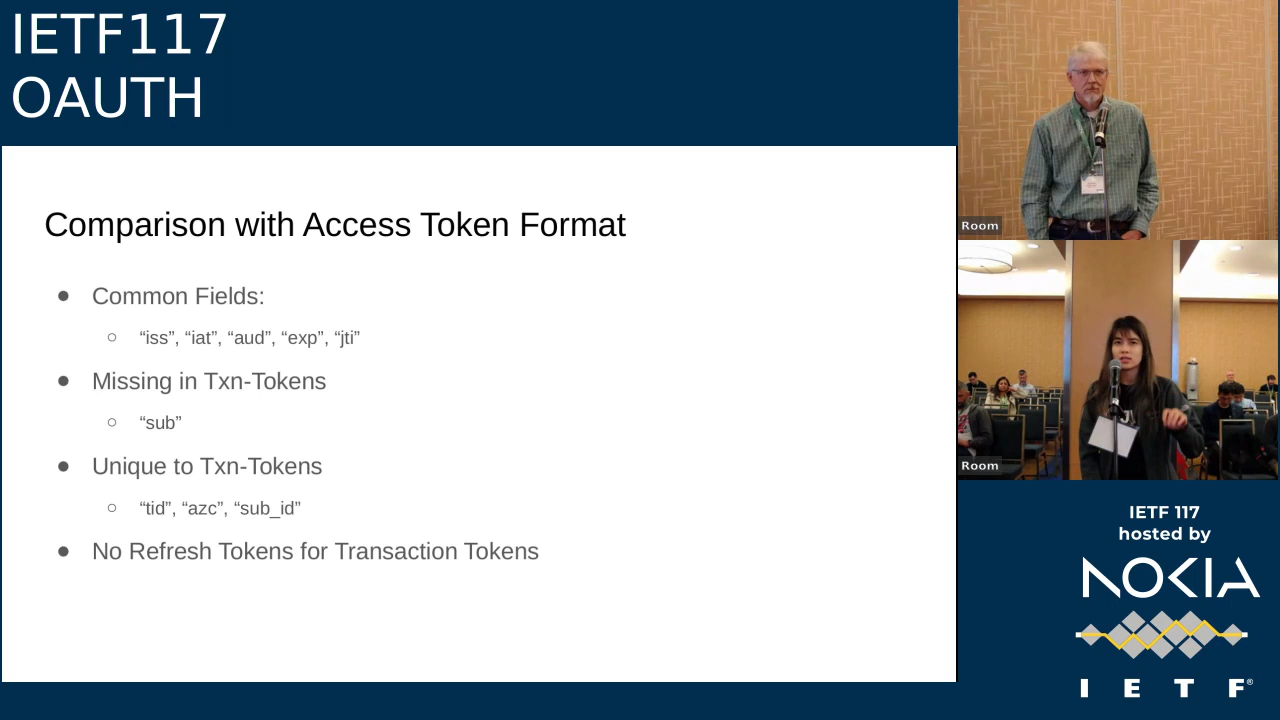 IETF117
OAUTH
Comparison with Access Token Format
● Common Fields:
○ “iss”, “iat”, “aud”, “exp”, “jti”
● Missing in Txn-Tokens
○ “sub”
● Unique to Txn-Tokens
○ “tid”, “azc”, “sub_id”
● No Refresh Tokens for Transaction Tokens
Room
Room
IETF 117
hosted by
NOKIA
IETF®